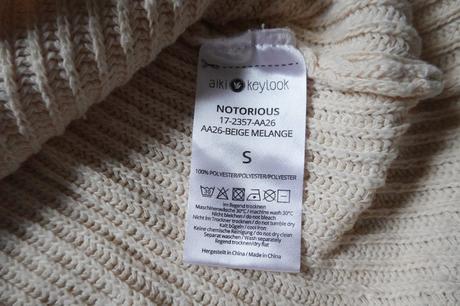 aiki keylook
NOTORIOUS
17-2357-AA26
AA26-BEIGE MELANGE
S
100% POLYESTER/POLYESTER/POLYESTER
im liegend trocknen
Maschinenwäsche 30°C / machine wash 30°C
Nicht bleichen / do not bleach
Nicht im Trockner trocknen / do not tumble dry
Kalt bügeln / cool iron
Keine chemische Reinigung / do not dry clean
Separat waschen / Wash separately
liegend trocknen/dry flat
Hergestellt in China / Made in China